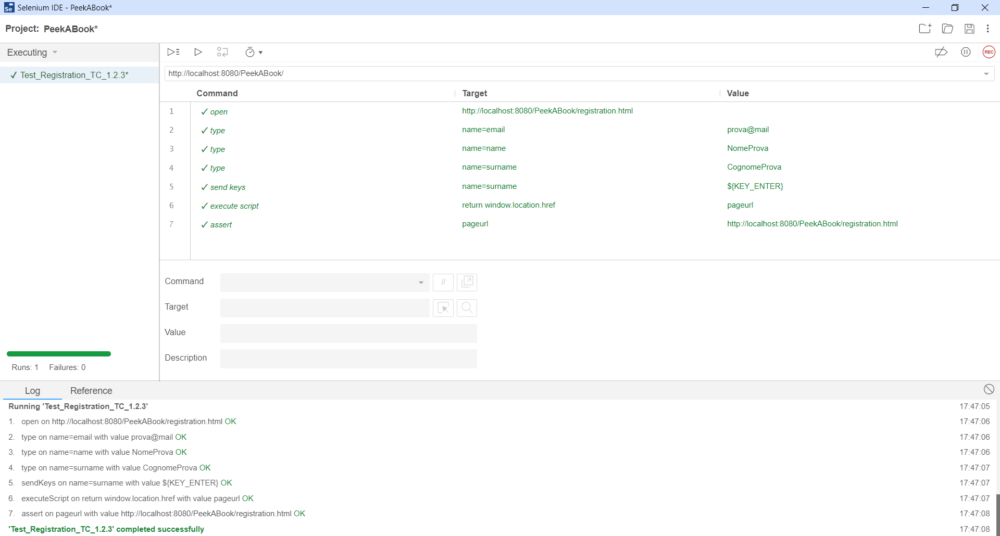 Se Selenium IDE - PeekABook*
Project: PeekABook*
Executing
REC
✓ Test_Registration_TC_1.2.3*
http://localhost:8080/PeekABook/
Command Target Value
1 ✓ open http://localhost:8080/PeekABook/registration.html
2 ✓ type name=email prova@mail
3 ✓ type name=name NomeProva
4 ✓ type name=surname CognomeProva
5 ✓ send keys name=surname ${KEY_ENTER}
6 ✓ execute script return window.location.href pageurl
7 ✓ assert pageurl http://localhost:8080/PeekABook/registration.html
Command //
Target
Value
Description
Runs: 1 Failures: 0
Log Reference
Running 'Test_Registration_TC_1.2.3' 17:47:05
1. open on http://localhost:8080/PeekABook/registration.html OK 17:47:06
2. type on name=email with value prova@mail OK 17:47:06
3. type on name=name with value NomeProva OK 17:47:06
4. type on name=surname with value CognomeProva OK 17:47:07
5. sendKeys on name=surname with value ${KEY_ENTER} OK 17:47:07
6. executeScript on return window.location.href with value pageurl OK 17:47:07
7. assert on pageurl with value http://localhost:8080/PeekABook/registration.html OK 17:47:08
'Test_Registration_TC_1.2.3' completed successfully 17:47:08